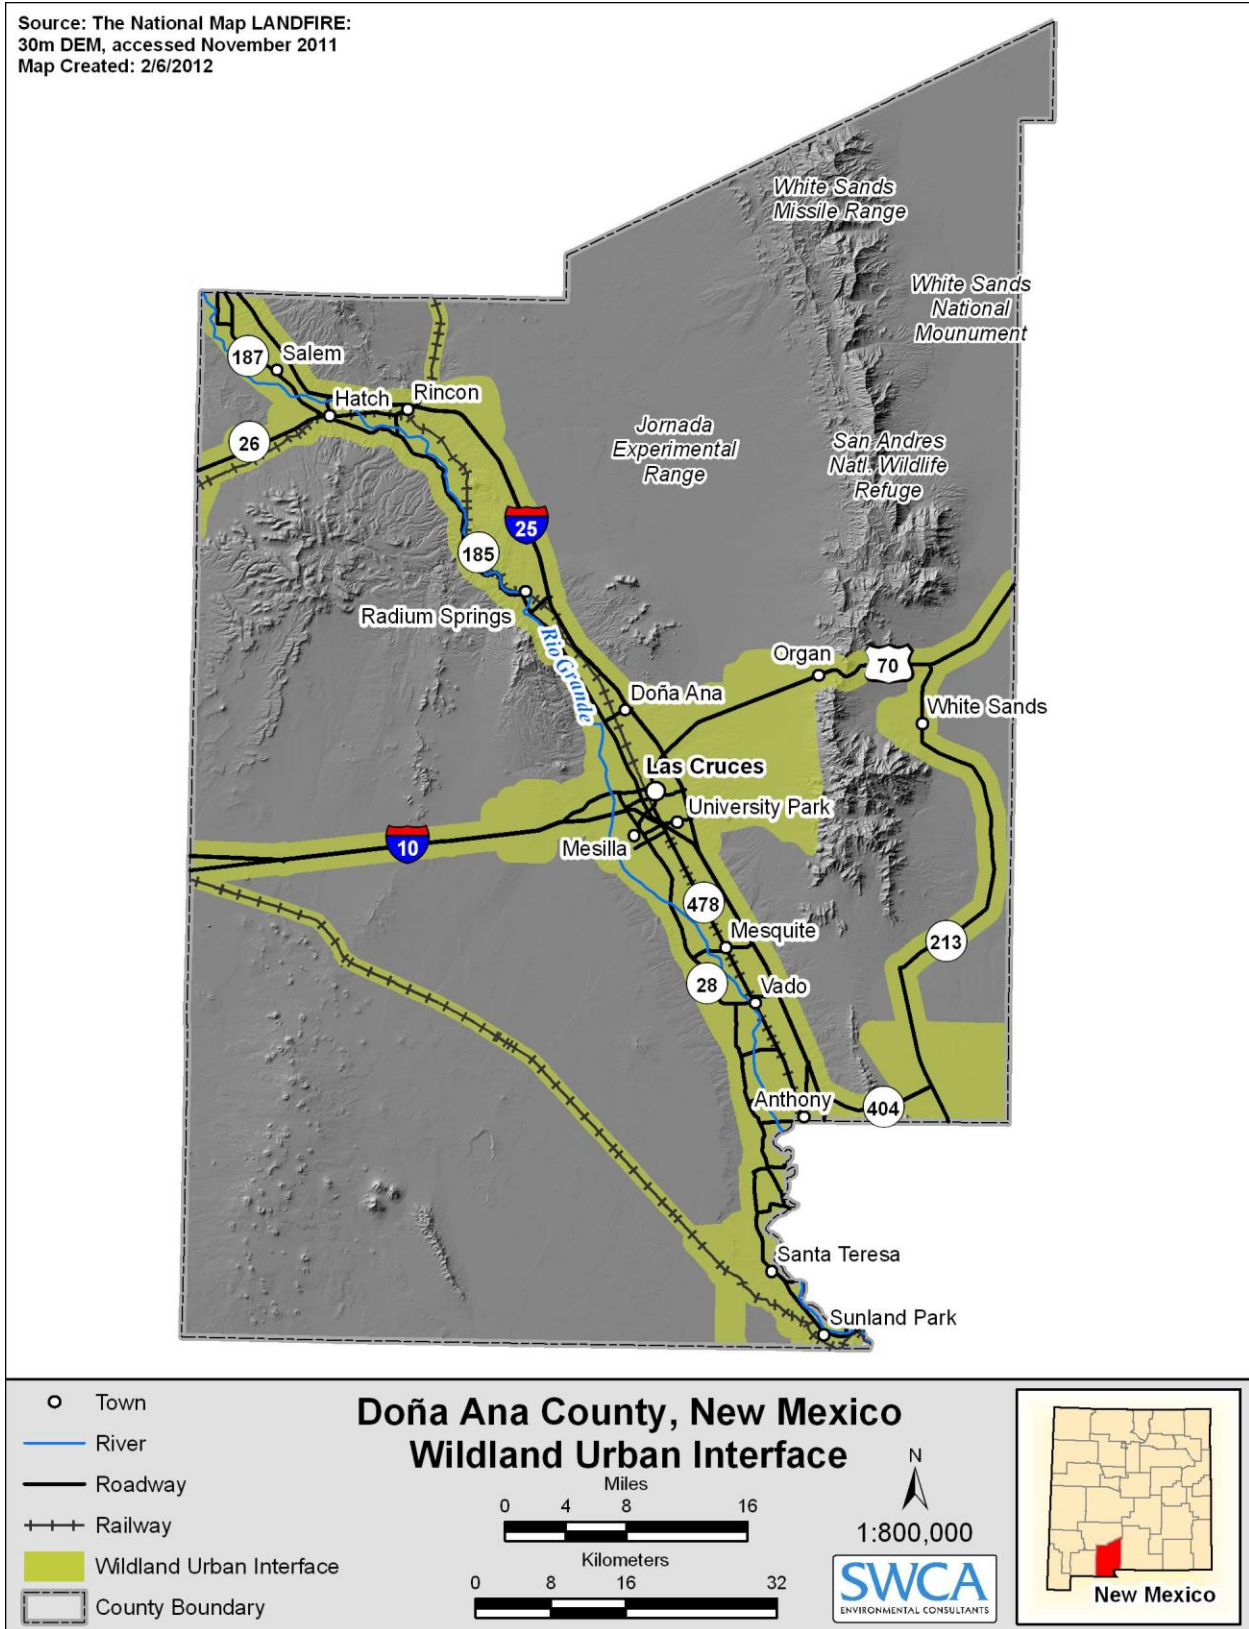 Source: The National Map LANDFIRE:
30m DEM, accessed November 2011
Map Created: 2/6/2012
White Sands
Missile Range
White Sands
National
Mounument
187
Salem
Hatch
Rincon
26
Jornada
Experimental
Range
San Andres
Natl. Wildlife
Refuge
25
185
Radium Springs
Rio Grande
Organ
70
Doña Ana
White Sands
Las Cruces
University Park
10
Mesilla
478
Mesquite
213
28
Vado
Anthony
404
Santa Teresa
Sunland Park
Town
River
Roadway
Railway
Wildland Urban Interface
County Boundary
Doña Ana County, New Mexico
Wildland Urban Interface
Miles
0 4 8 16
Kilometers
0 8 16 32
N
1:800,000
SWCA
ENVIRONMENTAL CONSULTANTS
New Mexico